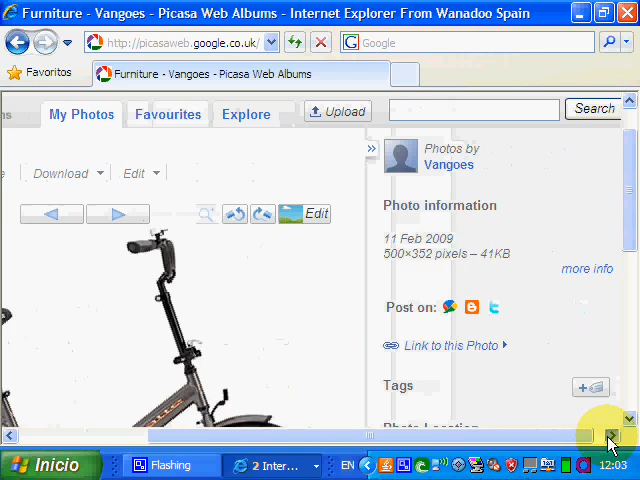 Furniture - Vangoes - Picasa Web Albums - Internet Explorer From Wanadoo Spain
http://picasaweb.google.co.uk/
Google
Favoritos
Furniture - Vangoes - Picasa Web Albums
ns
My Photos
Favourites
Explore
Upload
Search
Photos by
Vangoes
e
Download
Edit
Edit
Photo information
11 Feb 2009
500×352 pixels – 41KB
more info
Post on:
Link to this Photo
Tags
Photo Location
Inicio
Flashing
2 Inter...
EN
12:03